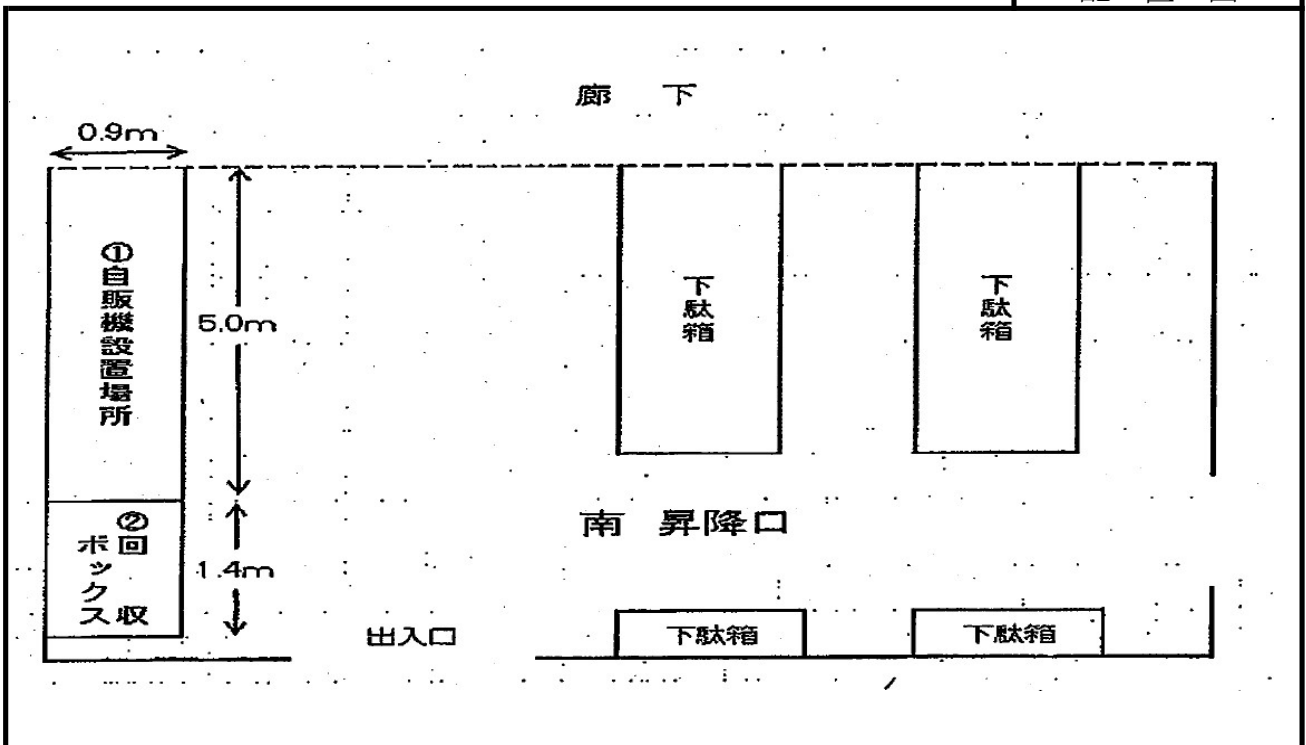 廊 下
0.9m
①自販機設置場所
5.0m
下駄箱
下駄箱
②回収
ボックス
1.4m
南 昇降口
出入口
下駄箱
下駄箱